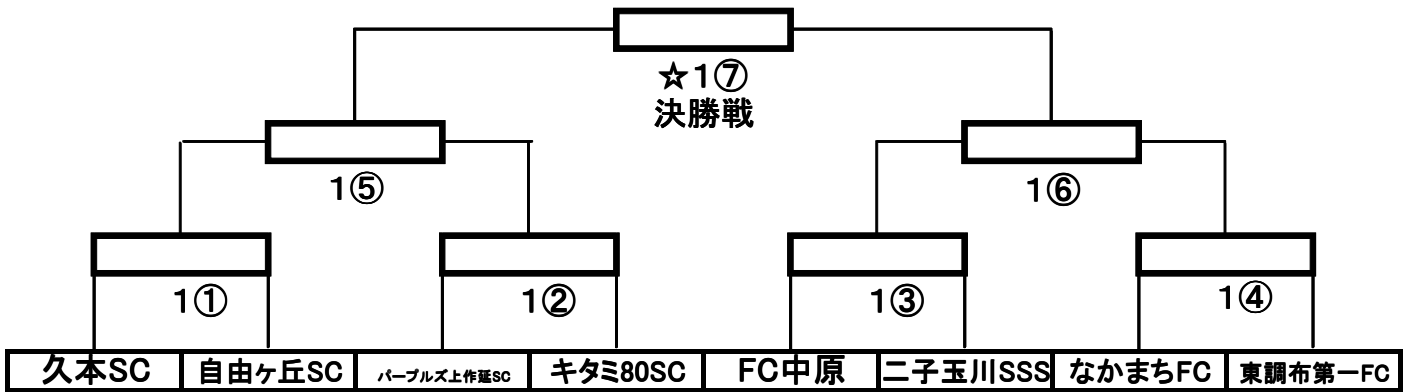 ☆1⑦
決勝戦
1⑤
1⑥
1①
1②
1③
1④
久本SC
自由ヶ丘SC
パープルズ上作延SC
キタミ80SC
FC中原
二子玉川SSS
なかまちFC
東調布第一FC